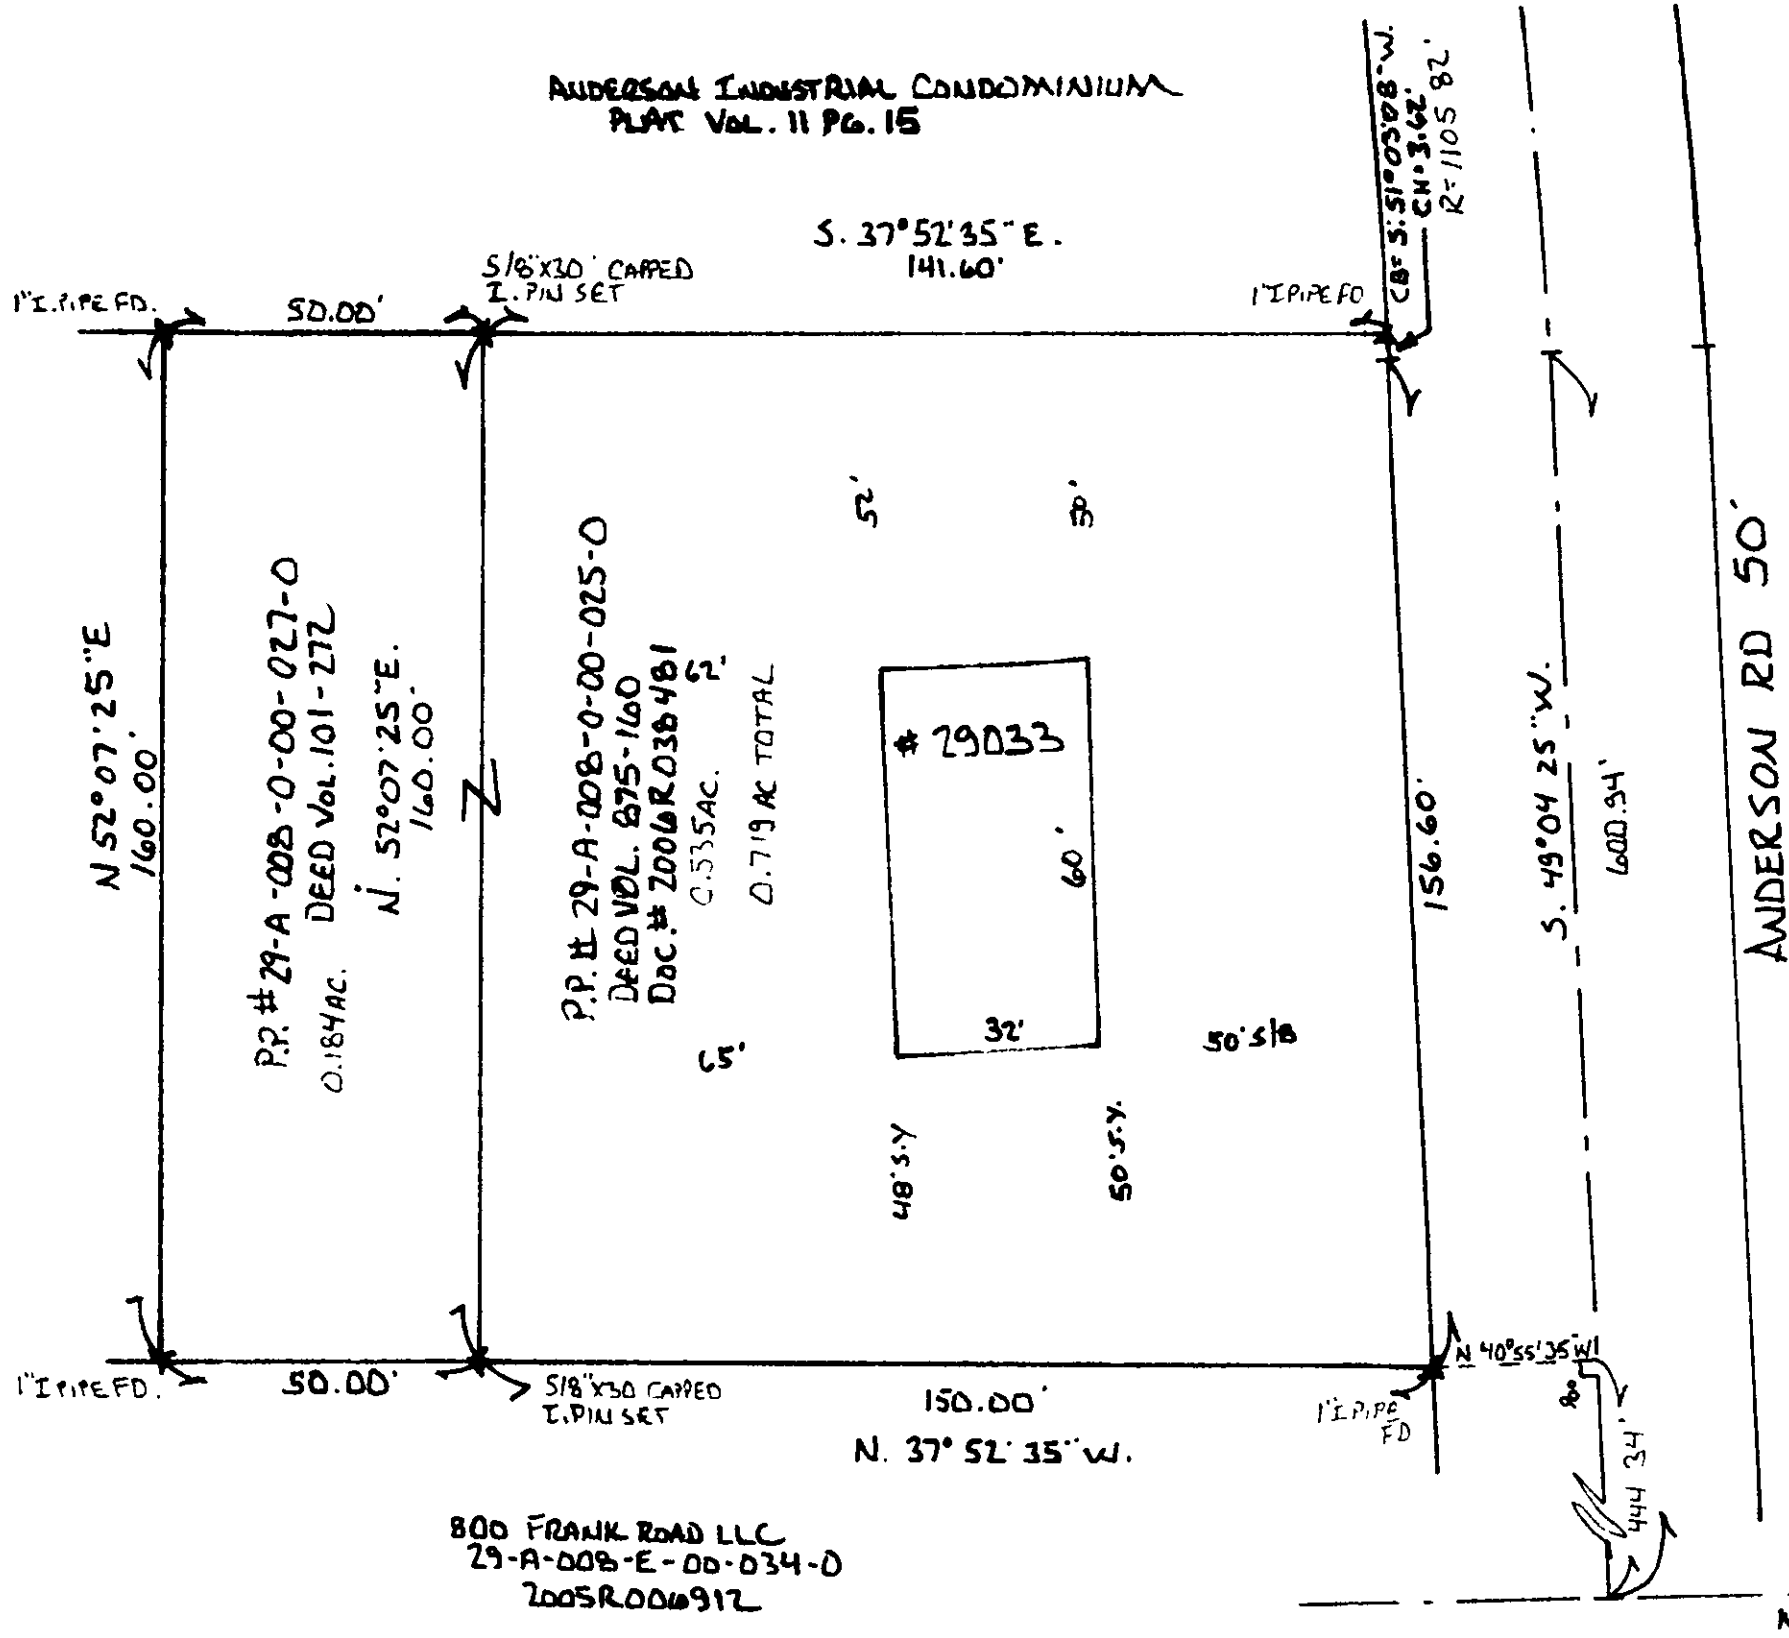 ANDERSON INDUSTRIAL CONDOMINIUM
PLAT VOL. 11 PG. 15
CB= S. 51°03'08" W.
CH= 3.62'
R= 1105 82'
S. 37°52'35" E.
141.60'
5/8"x30' CAPPED
I. PIN SET
1" I. PIPE FD.
50.00'
1" I PIPE FD
52'
30'
N 52°07'25" E
160.00'
P.P. # 29-A-008-0-00-027-0
DEED VOL. 101-272
0.184 AC.
N. 52°07'25" E.
160.00'
P.P. # 29-A-008-0-00-025-0
DEED VOL. 875-160
DOC. # 2006R038481
0.535 AC.
62'
0.719 AC TOTAL
# 29033
60'
32'
65'
50' S/B
48' S.Y
50' S.Y.
156.60'
S. 49°04 25" W.
600.94'
ANDERSON RD 50'
1" I PIPE FD.
50.00'
5/8"x30 CAPPED
I. PIN SET
150.00'
N. 37° 52' 35" W.
1" I PIPE
FD
N 40°55'35" W
444 34'
800 FRANK ROAD LLC
29-A-008-E-00-034-0
2005R006912